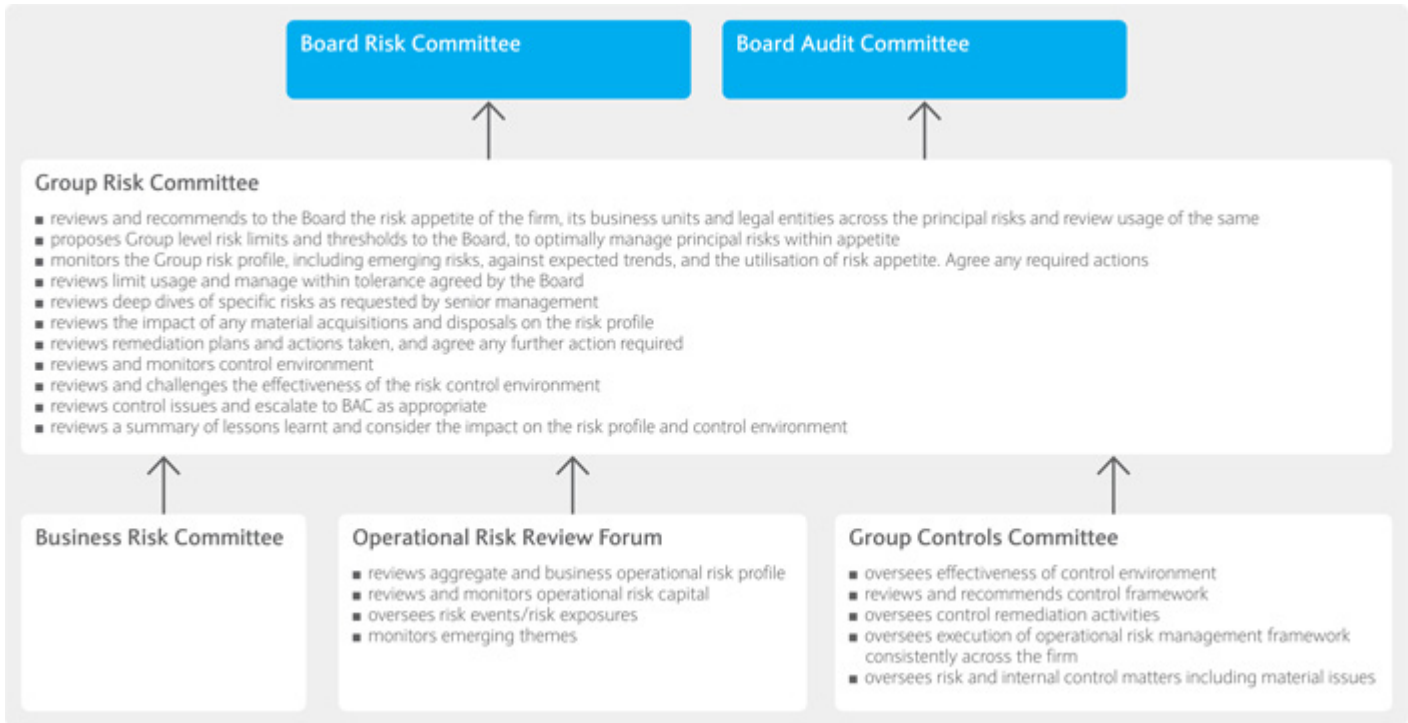 Board Risk Committee
Board Audit Committee
Group Risk Committee
▪ reviews and recommends to the Board the risk appetite of the firm, its business units and legal entities across the principal risks and review usage of the same
▪ proposes Group level risk limits and thresholds to the Board, to optimally manage principal risks within appetite
▪ monitors the Group risk profile, including emerging risks, against expected trends, and the utilisation of risk appetite. Agree any required actions
▪ reviews limit usage and manage within tolerance agreed by the Board
▪ reviews deep dives of specific risks as requested by senior management
▪ reviews the impact of any material acquisitions and disposals on the risk profile
▪ reviews remediation plans and actions taken, and agree any further action required
▪ reviews and monitors control environment
▪ reviews and challenges the effectiveness of the risk control environment
▪ reviews control issues and escalate to BAC as appropriate
▪ reviews a summary of lessons learnt and consider the impact on the risk profile and control environment
Business Risk Committee
Operational Risk Review Forum
▪ reviews aggregate and business operational risk profile
▪ reviews and monitors operational risk capital
▪ oversees risk events/risk exposures
▪ monitors emerging themes
Group Controls Committee
▪ oversees effectiveness of control environment
▪ reviews and recommends control framework
▪ oversees control remediation activities
▪ oversees execution of operational risk management framework
consistently across the firm
▪ oversees risk and internal control matters including material issues